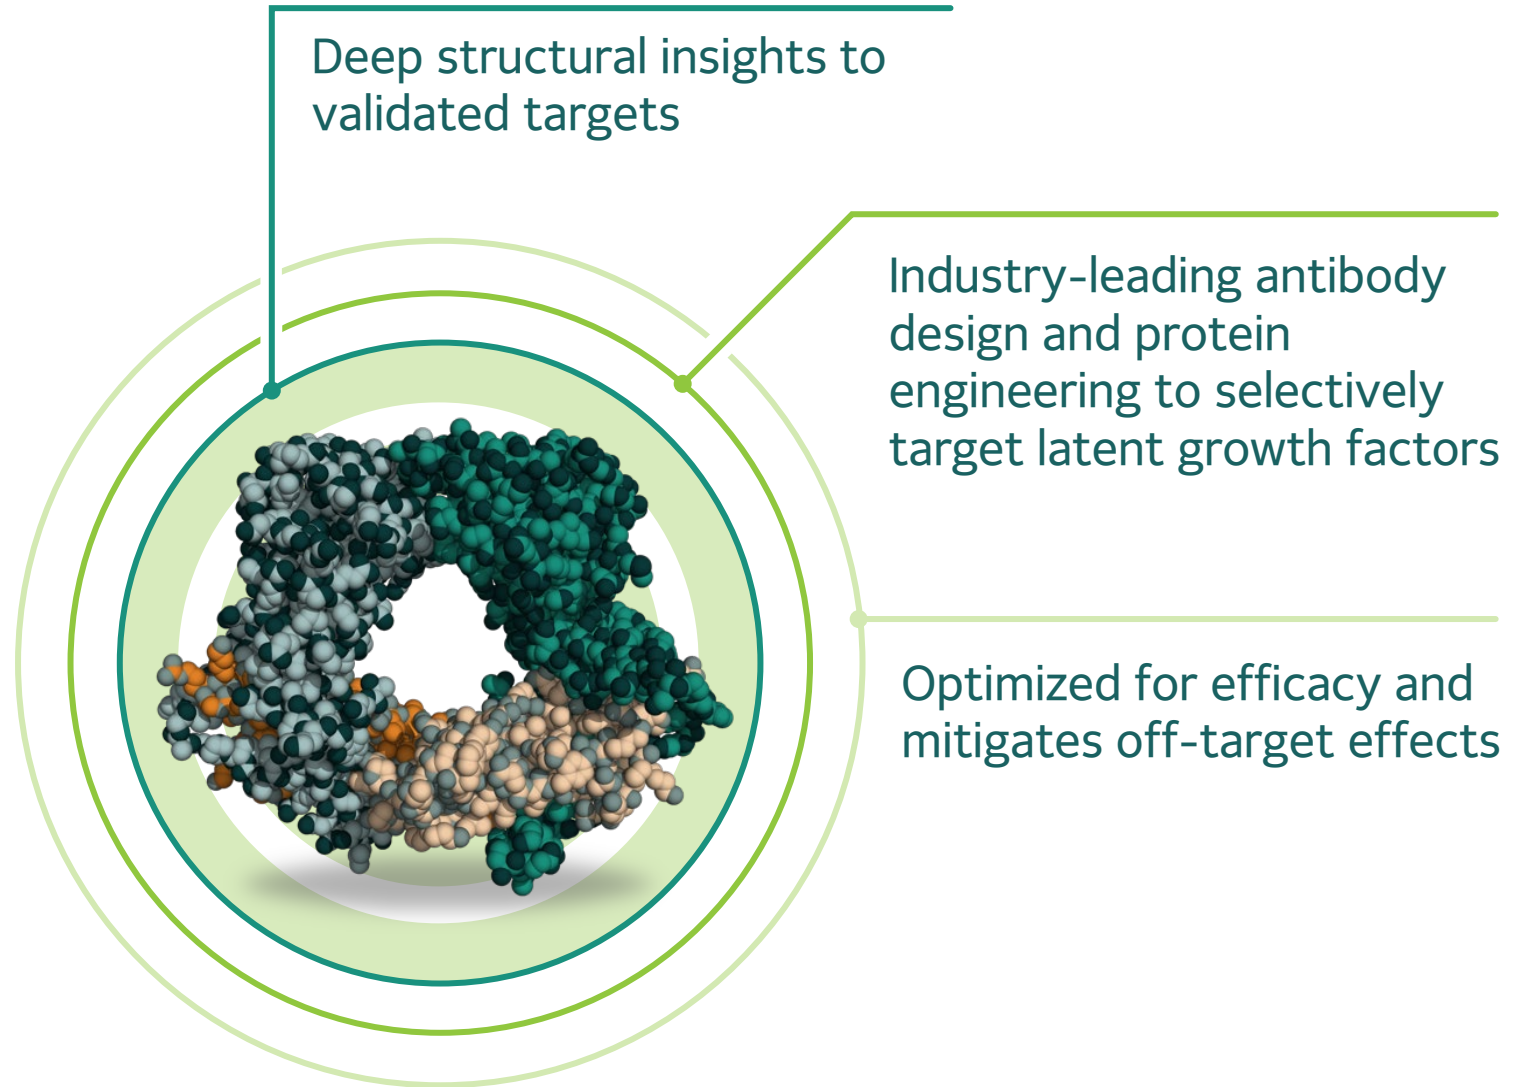 Deep structural insights to
validated targets
Industry-leading antibody
design and protein
engineering to selectively
target latent growth factors
Optimized for efficacy and
mitigates off-target effects